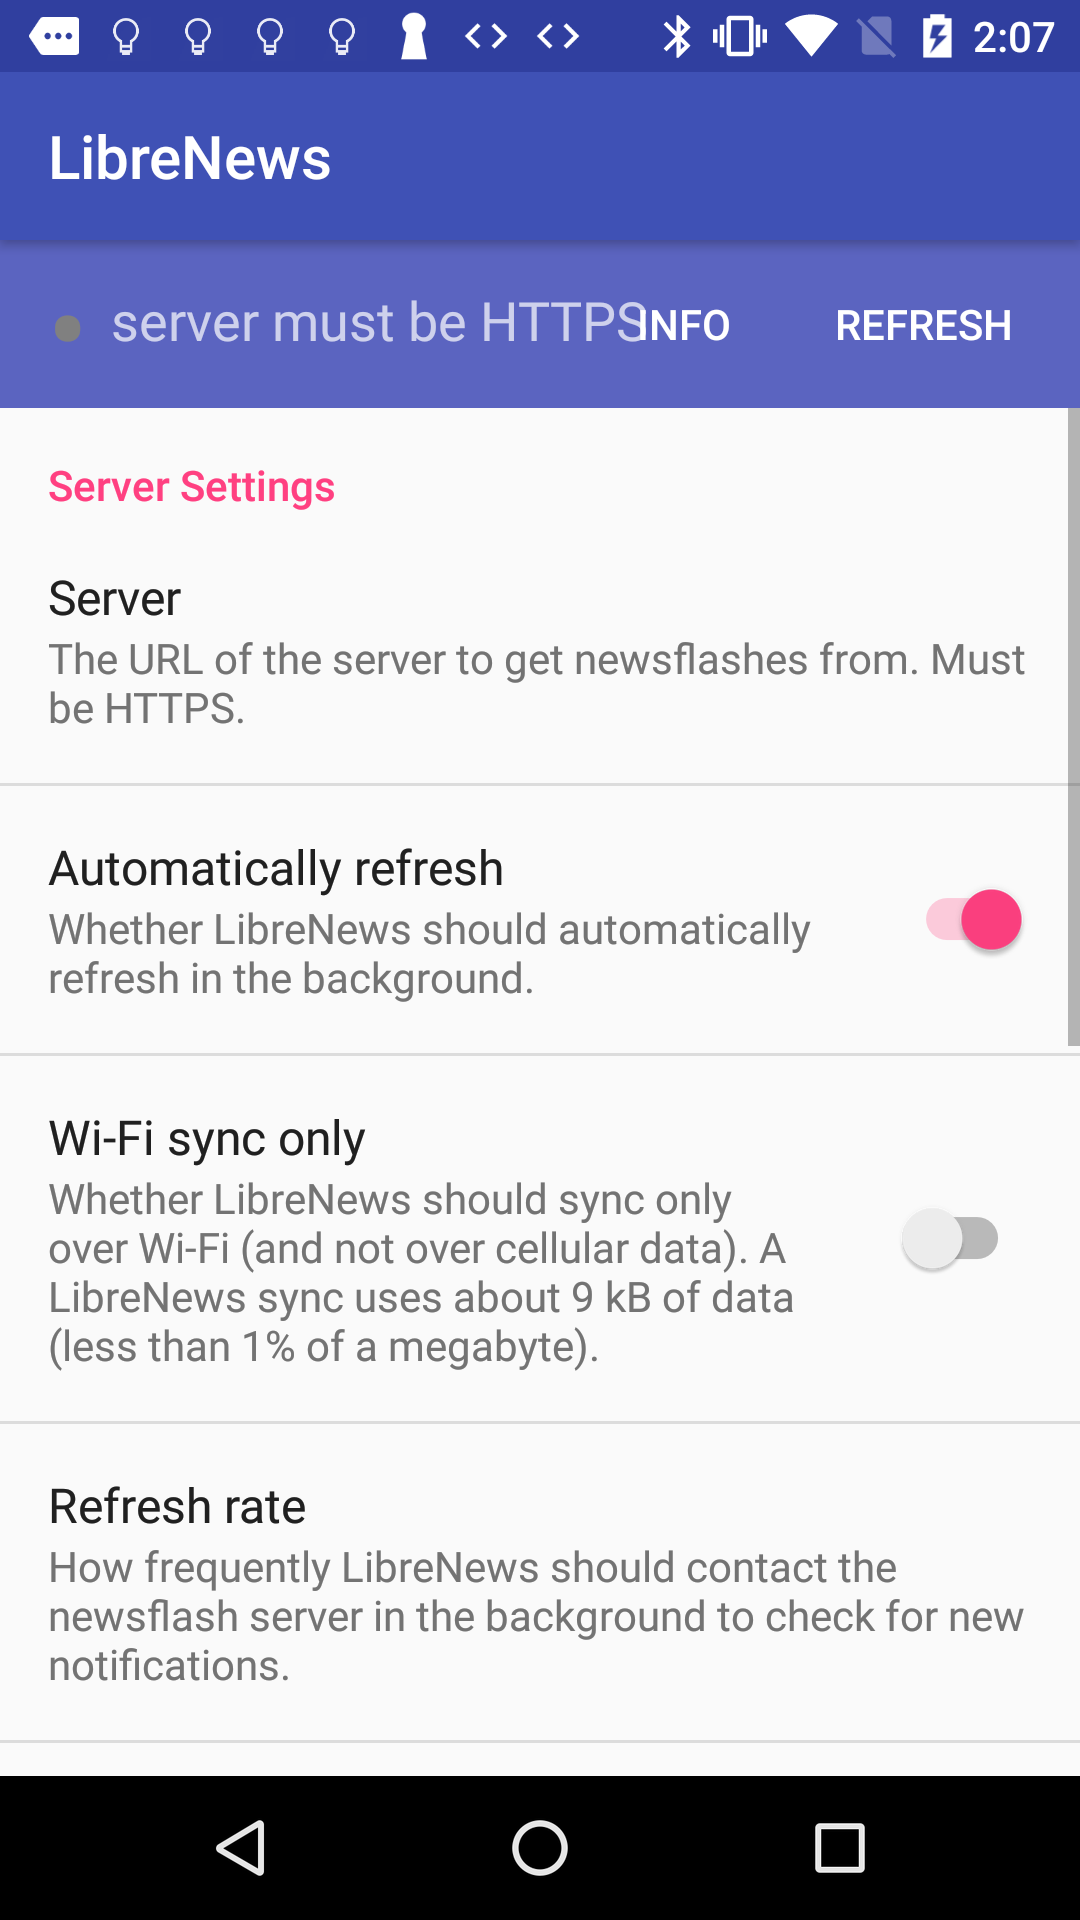 2:07
LibreNews
server must be HTTPS
INFO
REFRESH
Server Settings
Server
The URL of the server to get newsflashes from. Must
be HTTPS.
Automatically refresh
Whether LibreNews should automatically
refresh in the background.
Wi-Fi sync only
Whether LibreNews should sync only
over Wi-Fi (and not over cellular data). A
LibreNews sync uses about 9 kB of data
(less than 1% of a megabyte).
Refresh rate
How frequently LibreNews should contact the
newsflash server in the background to check for new
notifications.